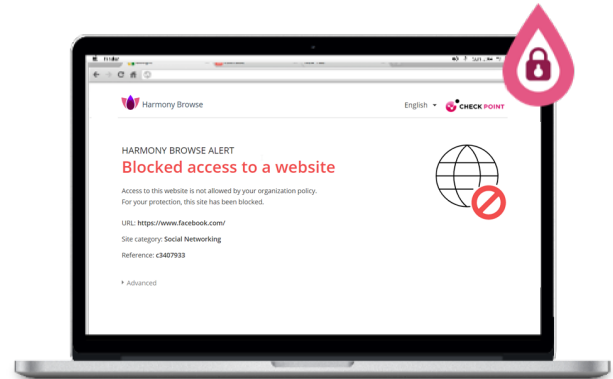 Harmony Browse
English
CHECK POINT
HARMONY BROWSE ALERT
Blocked access to a website
Access to this website is not allowed by your organization policy.
For your protection, this site has been blocked.
URL: https://www.facebook.com/
Site category: Social Networking
Reference: c3407933
Advanced